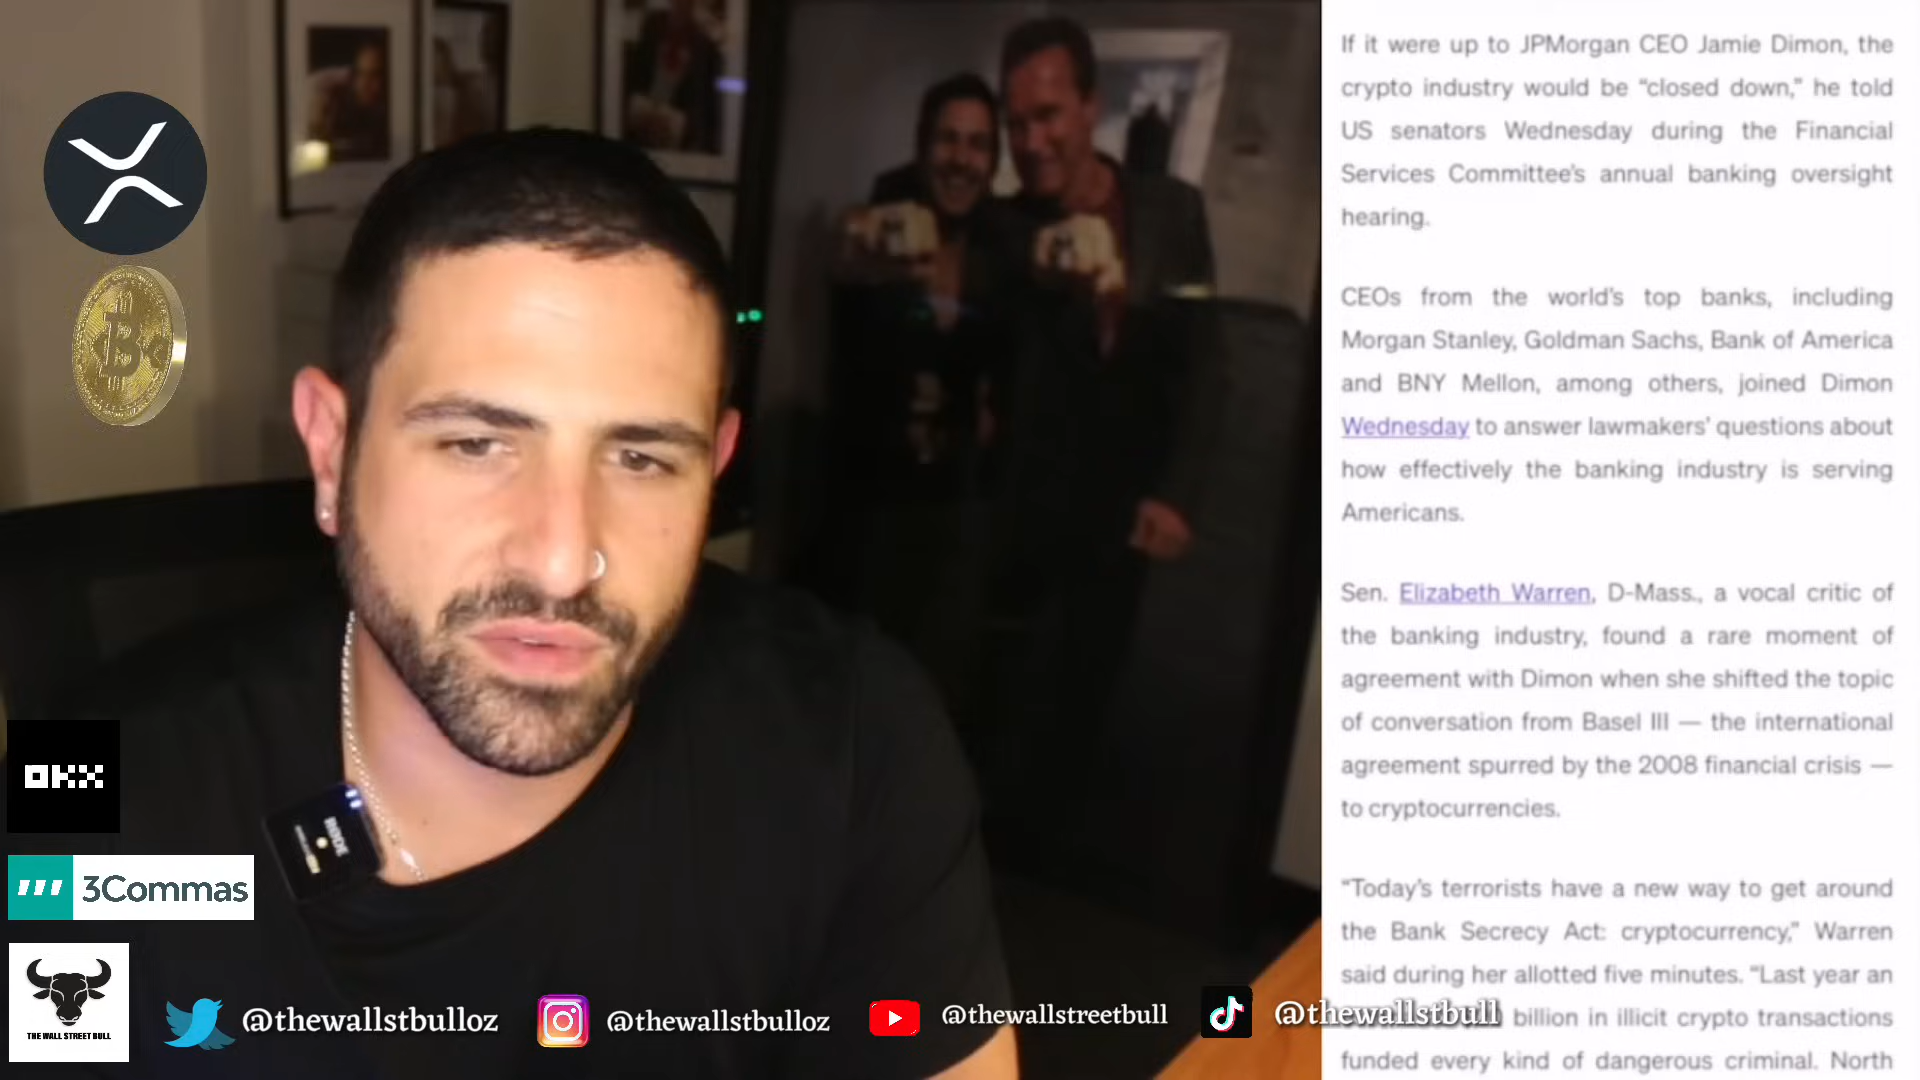 If it were up to JPMorgan CEO Jamie Dimon, the
crypto industry would be “closed down,” he told
US senators Wednesday during the Financial
Services Committee’s annual banking oversight
hearing.
CEOs from the world’s top banks, including
Morgan Stanley, Goldman Sachs, Bank of America
and BNY Mellon, among others, joined Dimon
Wednesday to answer lawmakers’ questions about
how effectively the banking industry is serving
Americans.
Sen. Elizabeth Warren, D-Mass., a vocal critic of
the banking industry, found a rare moment of
agreement with Dimon when she shifted the topic
of conversation from Basel III — the international
agreement spurred by the 2008 financial crisis —
to cryptocurrencies.
“Today’s terrorists have a new way to get around
the Bank Secrecy Act: cryptocurrency,” Warren
said during her allotted five minutes. “Last year an
billion in illicit crypto transactions
funded every kind of dangerous criminal. North
OKX
3Commas
RODE
THE WALL STREET BULL
@thewallstbulloz
@thewallstbulloz
@thewallstreetbull
@thewallstbull